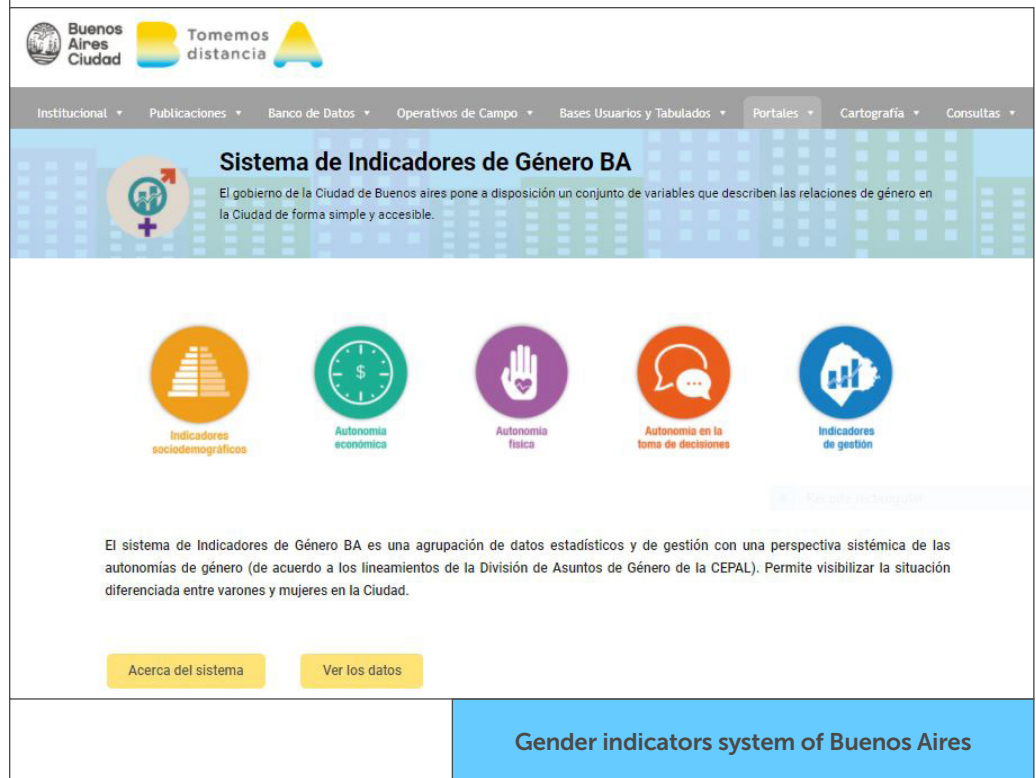 Buenos
Aires
Ciudad
Tomemos
distancia
Institucional Publicaciones Banco de Datos Operativos de Campo Bases Usuarios y Tabulados Portales Cartografía Consultas
Sistema de Indicadores de Género BA
El gobierno de la Ciudad de Buenos aires pone a disposición un conjunto de variables que describen las relaciones de género en
la Ciudad de forma simple y accesible.
$
Indicadores
sociodemográficos
Autonomía
económica
Autonomía
física
Autonomía en la
toma de decisiones
Indicadores
de gestión
Recorte rectangular
El sistema de Indicadores de Género BA es una agrupación de datos estadísticos y de gestión con una perspectiva sistémica de las
autonomías de género (de acuerdo a los lineamientos de la División de Asuntos de Género de la CEPAL). Permite visibilizar la situación
diferenciada entre varones y mujeres en la Ciudad.
Acerca del sistema Ver los datos
Gender indicators system of Buenos Aires